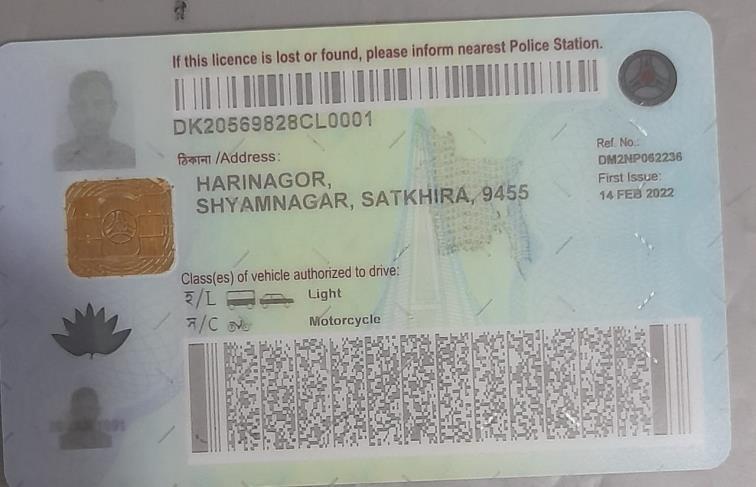 If this licence is lost or found, please inform nearest Police Station.
DK20569828CL0001
ঠিকানা /Address:
HARINAGOR,
SHYAMNAGAR, SATKHIRA, 9455
Ref. No.:
DM2NP062236
First Issue:
14 FEB 2022
Class(es) of vehicle authorized to drive:
হ/L Light
ম/C Motorcycle